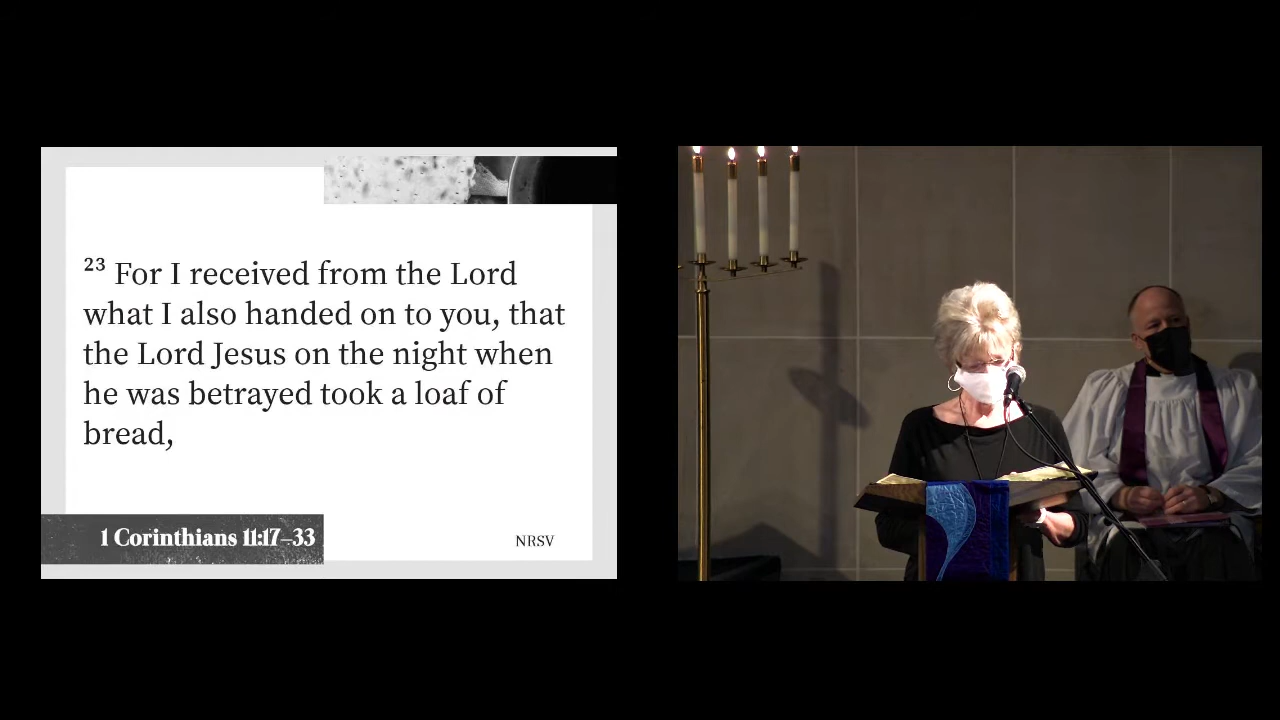 23 For I received from the Lord
what I also handed on to you, that
the Lord Jesus on the night when
he was betrayed took a loaf of
bread,
1 Corinthians 11:17–33
NRSV